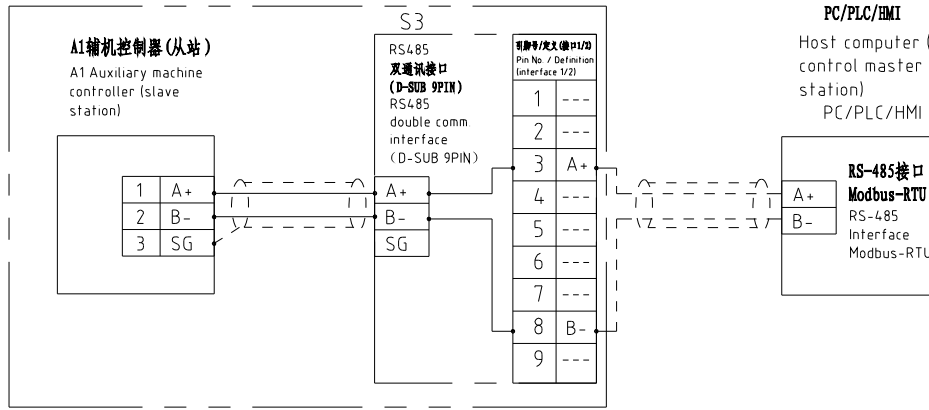 S3
A1辅机控制器(从站)
A1 Auxiliary machine
controller (slave
station)
1 A+
2 B-
3 SG
RS485
双通讯接口
(D-SUB 9PIN)
RS485
double comm.
interface
(D-SUB 9PIN)
A+
B-
SG
引脚号/定义(接口1/2)
Pin No. / Definition
(interface 1/2)
1 ---
2 ---
3 A+
4 ---
5 ---
6 ---
7 ---
8 B-
9 ---
PC/PLC/HMI
Host computer (
control master
station)
PC/PLC/HMI
A+
B-
RS-485接口
Modbus-RTU
RS-485
Interface
Modbus-RTU